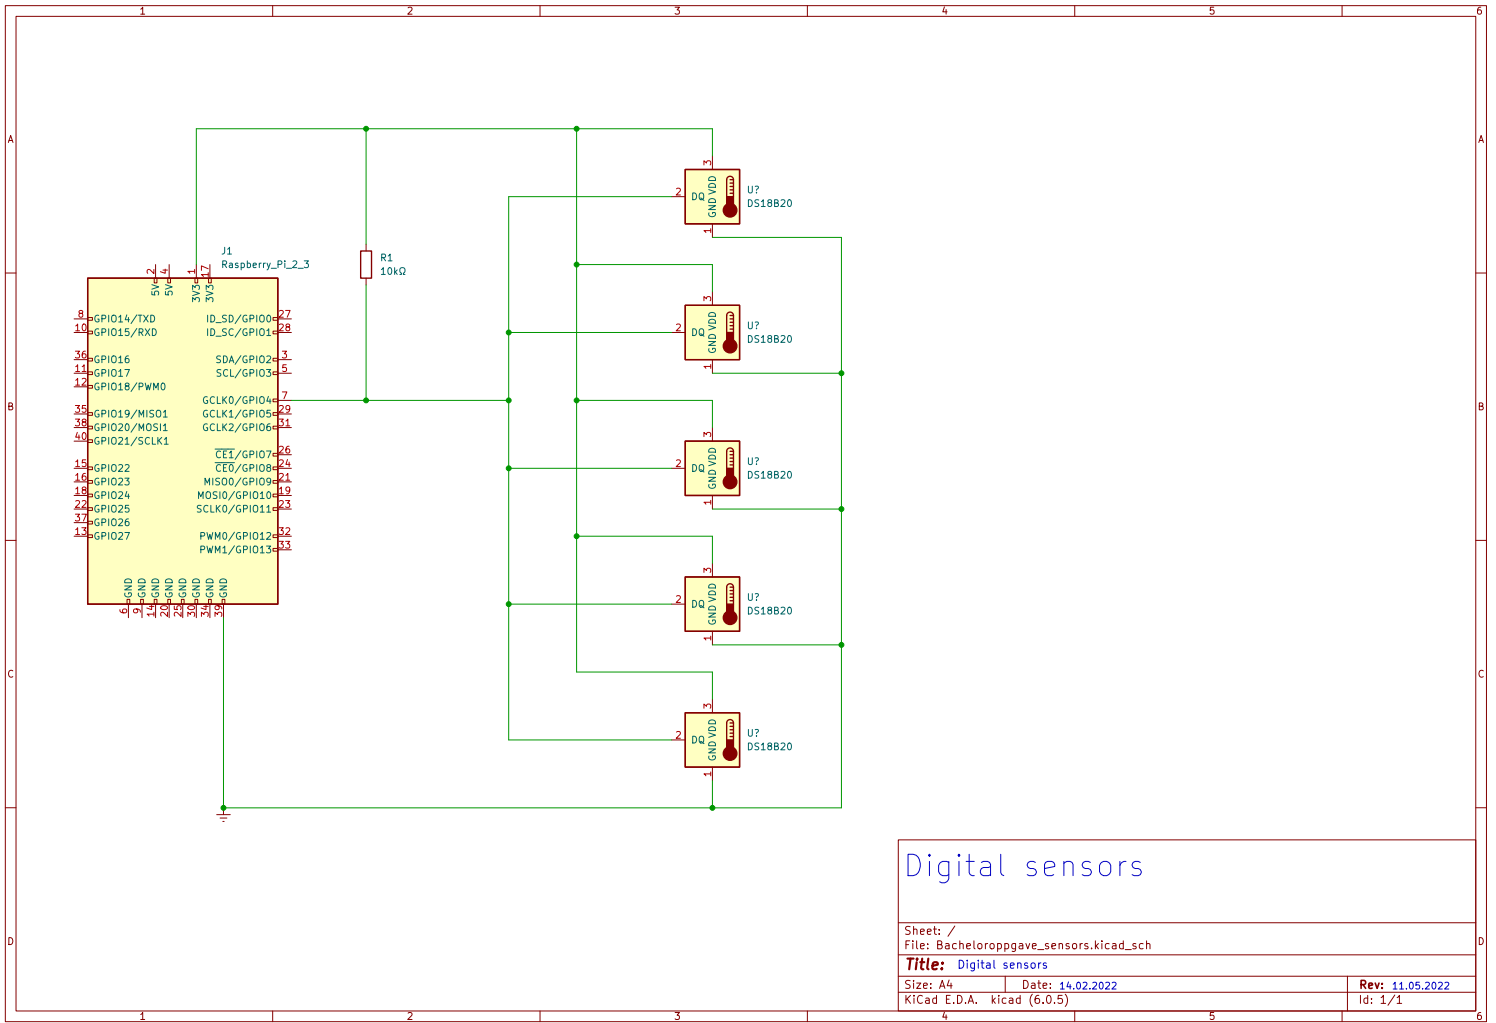 1 2 3 4 5 6
A A
B B
C C
D D
1 2 3 4 5 6
J1
Raspberry_Pi_2_3
2 4 1 17
5V 5V 3V3 3V3
8 GPIO14/TXD
10 GPIO15/RXD
36 GPIO16
11 GPIO17
12 GPIO18/PWM0
35 GPIO19/MISO1
38 GPIO20/MOSI1
40 GPIO21/SCLK1
15 GPIO22
16 GPIO23
18 GPIO24
22 GPIO25
37 GPIO26
13 GPIO27
ID_SD/GPIO0 27
ID_SC/GPIO1 28
SDA/GPIO2 3
SCL/GPIO3 5
GCLK0/GPIO4 7
GCLK1/GPIO5 29
GCLK2/GPIO6 31
CE1/GPIO7 26
CE0/GPIO8 24
MISO0/GPIO9 21
MOSI0/GPIO10 19
SCLK0/GPIO11 23
PWM0/GPIO12 32
PWM1/GPIO13 33
GND GND GND GND GND GND GND GND
6 9 14 20 25 30 34 39
R1
10kΩ
3
VDD
2 DQ
GND
1
U?
DS18B20
3
VDD
2 DQ
GND
1
U?
DS18B20
3
VDD
2 DQ
GND
1
U?
DS18B20
3
VDD
2 DQ
GND
1
U?
DS18B20
3
VDD
2 DQ
GND
1
U?
DS18B20
Digital sensors
Sheet: /
File: Bacheloroppgave_sensors.kicad_sch
Title: Digital sensors
Size: A4 Date: 14.02.2022 Rev: 11.05.2022
KiCad E.D.A. kicad (6.0.5) Id: 1/1